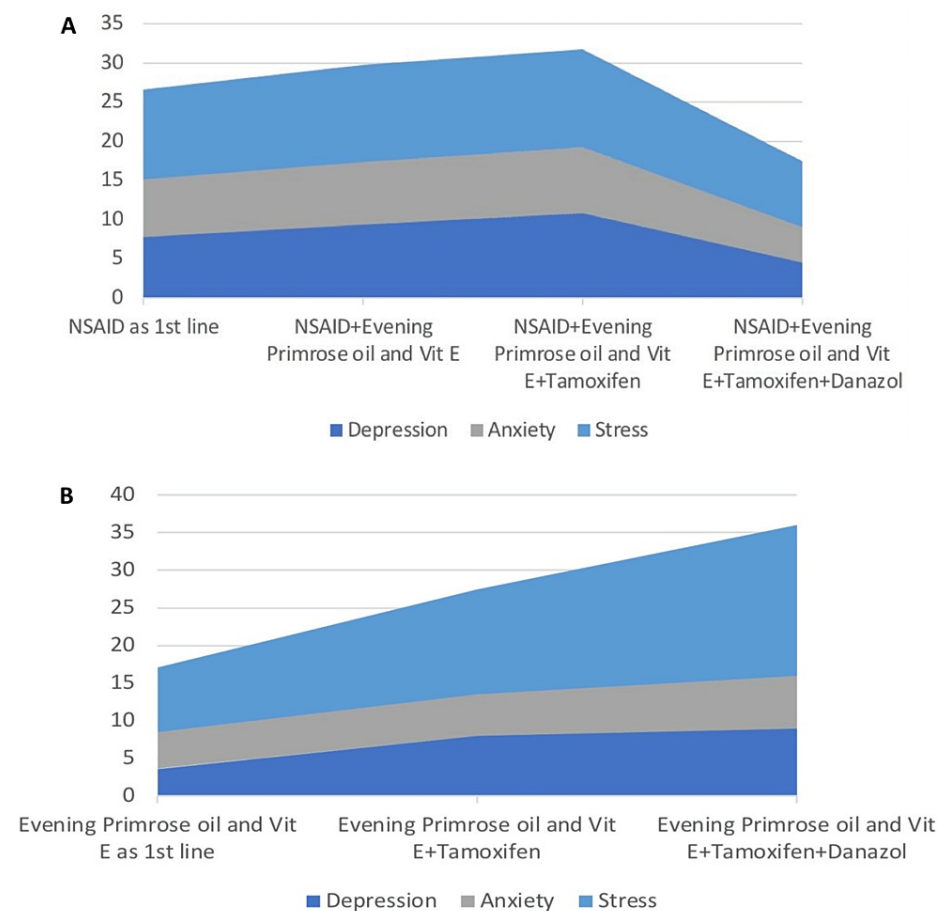 A
35
30
25
20
15
10
5
0
NSAID as 1st line
NSAID+Evening
Primrose oil and Vit E
NSAID+Evening
Primrose oil and Vit
E+Tamoxifen
NSAID+Evening
Primrose oil and Vit
E+Tamoxifen+Danazol
Depression Anxiety Stress
B
40
35
30
25
20
15
10
5
0
Evening Primrose oil and Vit
E as 1st line
Evening Primrose oil and Vit
E+Tamoxifen
Evening Primrose oil and Vit
E+Tamoxifen+Danazol
Depression Anxiety Stress